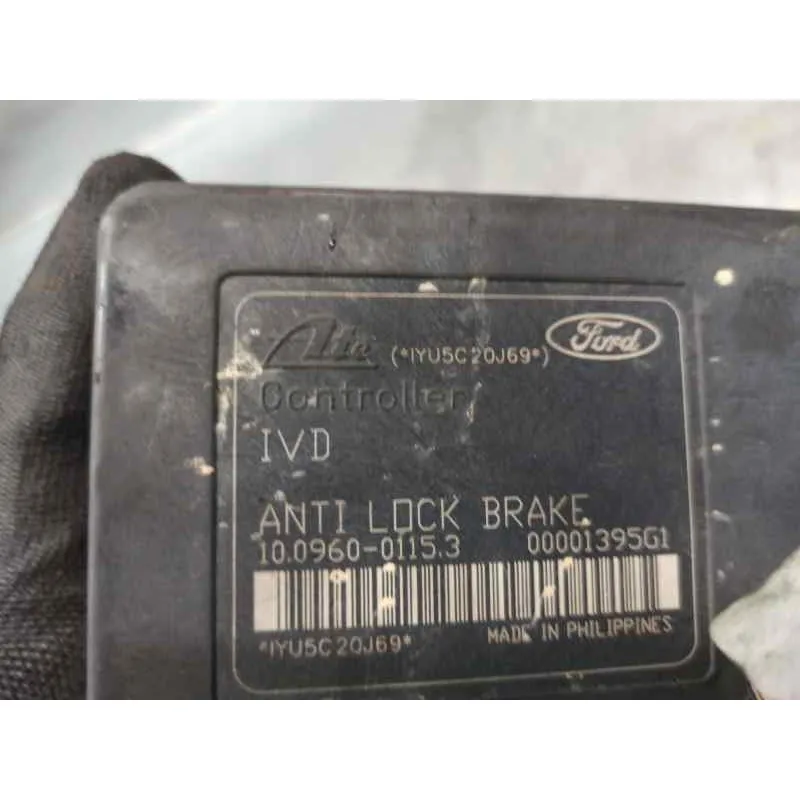 Ate (*1YU5C20J69*) Ford
Controller
IVD
ANTI LOCK BRAKE
10.0960-0115.3 00001395G1
*1YU5C20J69* MADE IN PHILIPPINES